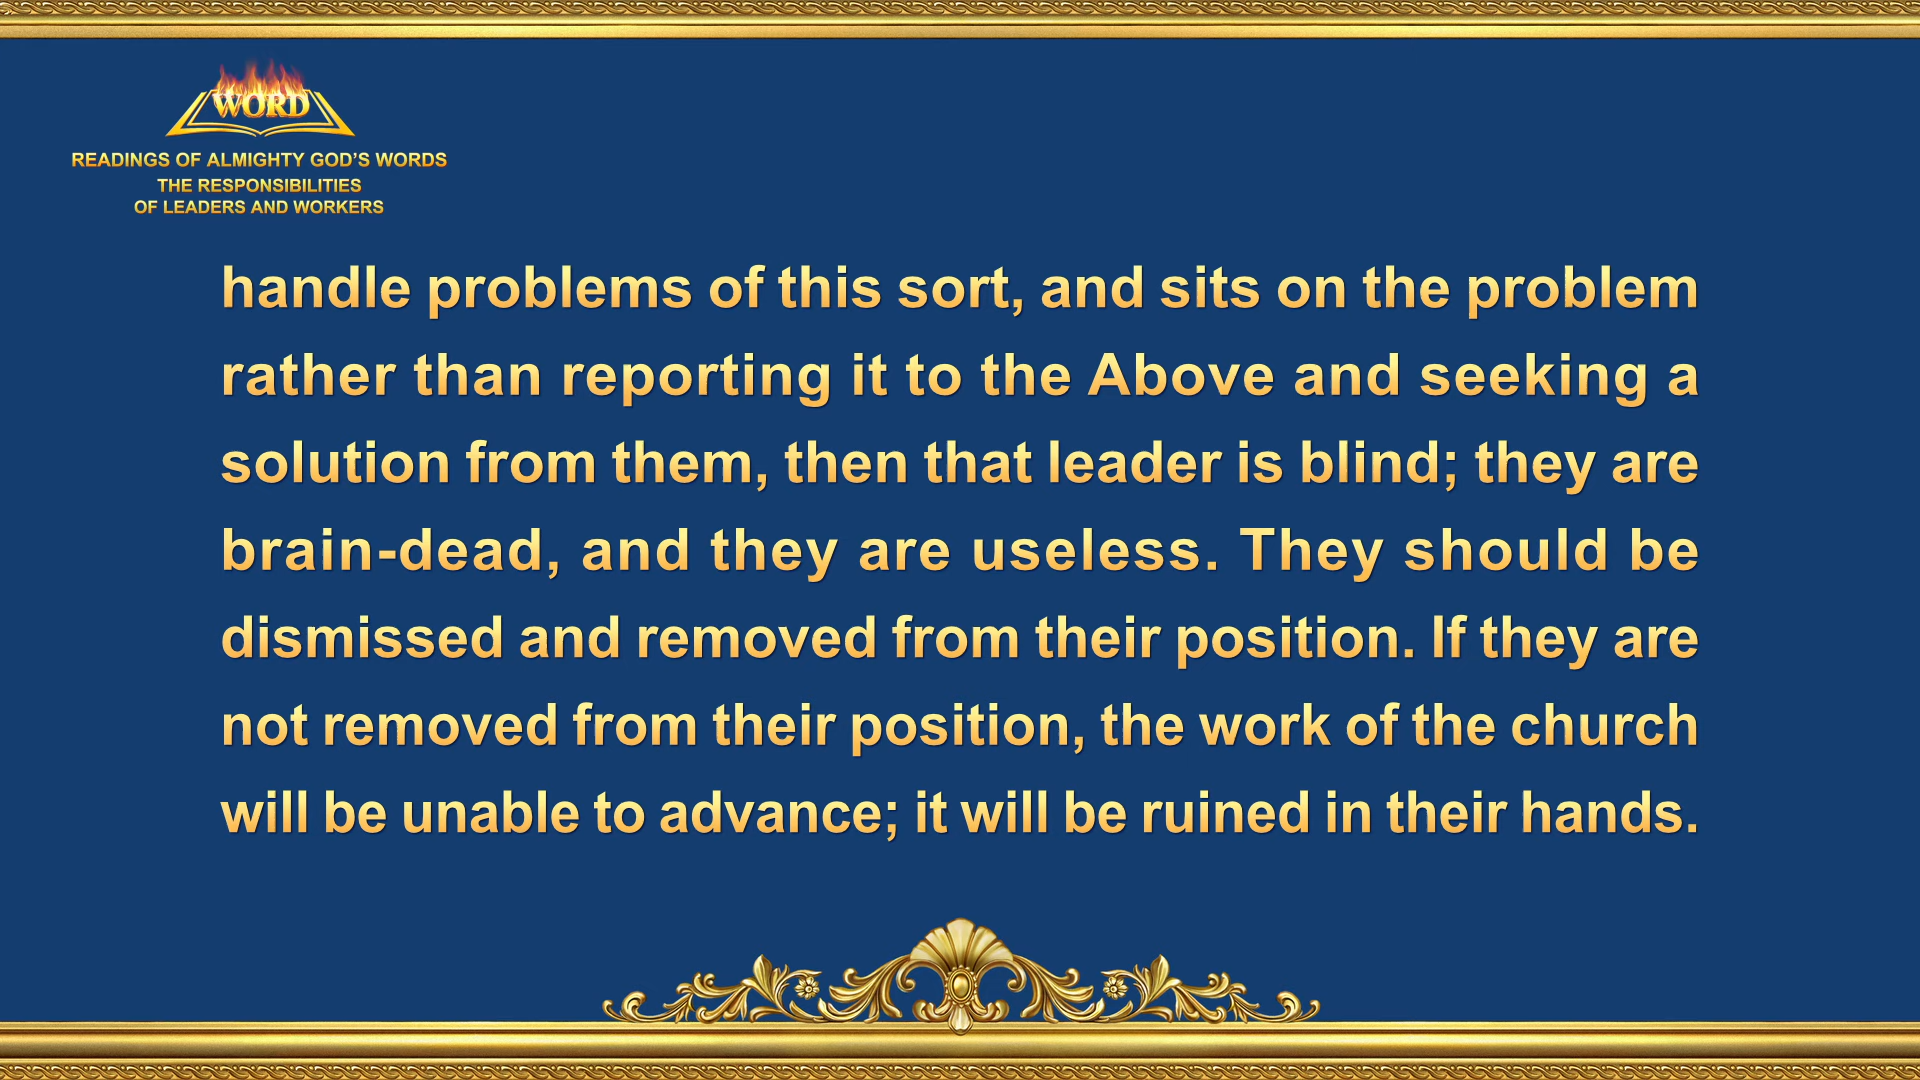 WORD
READINGS OF ALMIGHTY GOD’S WORDS
THE RESPONSIBILITIES
OF LEADERS AND WORKERS
handle problems of this sort, and sits on the problem
rather than reporting it to the Above and seeking a
solution from them, then that leader is blind; they are
brain-dead, and they are useless. They should be
dismissed and removed from their position. If they are
not removed from their position, the work of the church
will be unable to advance; it will be ruined in their hands.